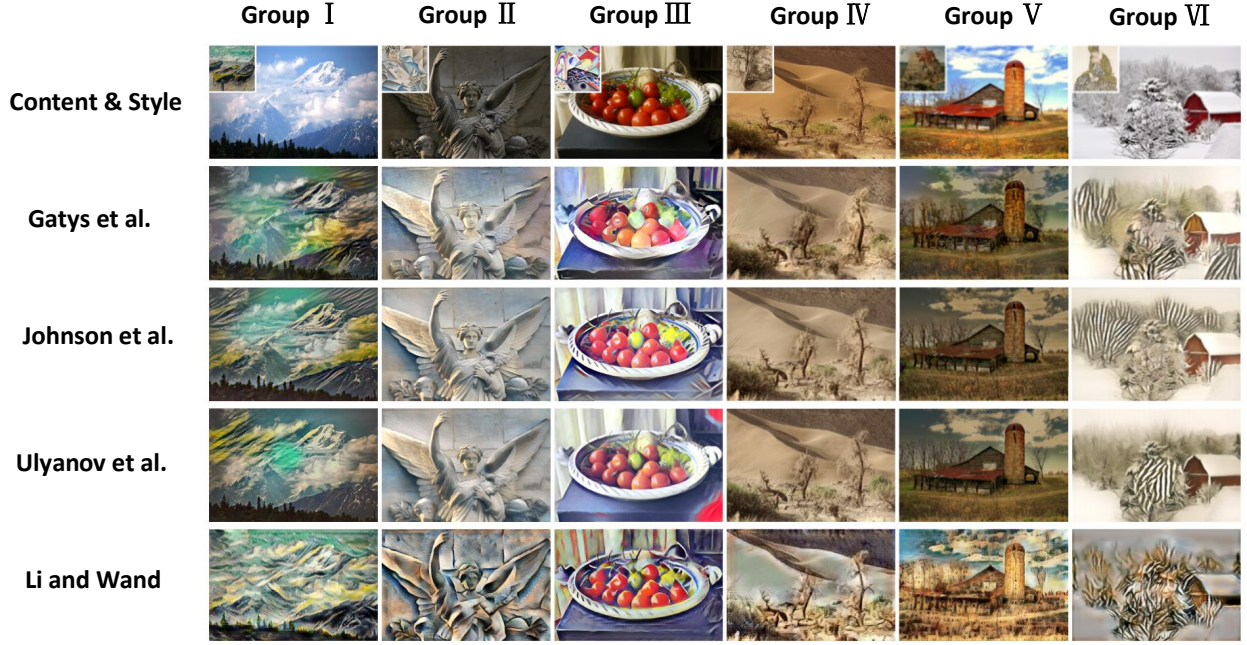 Group Ⅰ Group Ⅱ Group Ⅲ Group Ⅳ Group Ⅴ Group Ⅵ
Content & Style
Gatys et al.
Johnson et al.
Ulyanov et al.
Li and Wand